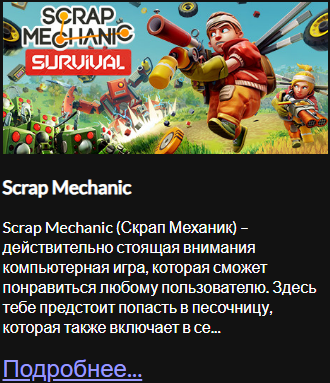 SCRAP
MECHANIC
SURVIVAL
Scrap Mechanic
Scrap Mechanic (Скрап Механик) –
действительно стоящая внимания
компьютерная игра, которая сможет
понравиться любому пользователю. Здесь
тебе предстоит попасть в песочницу,
которая также включает в се...
Подробнее...